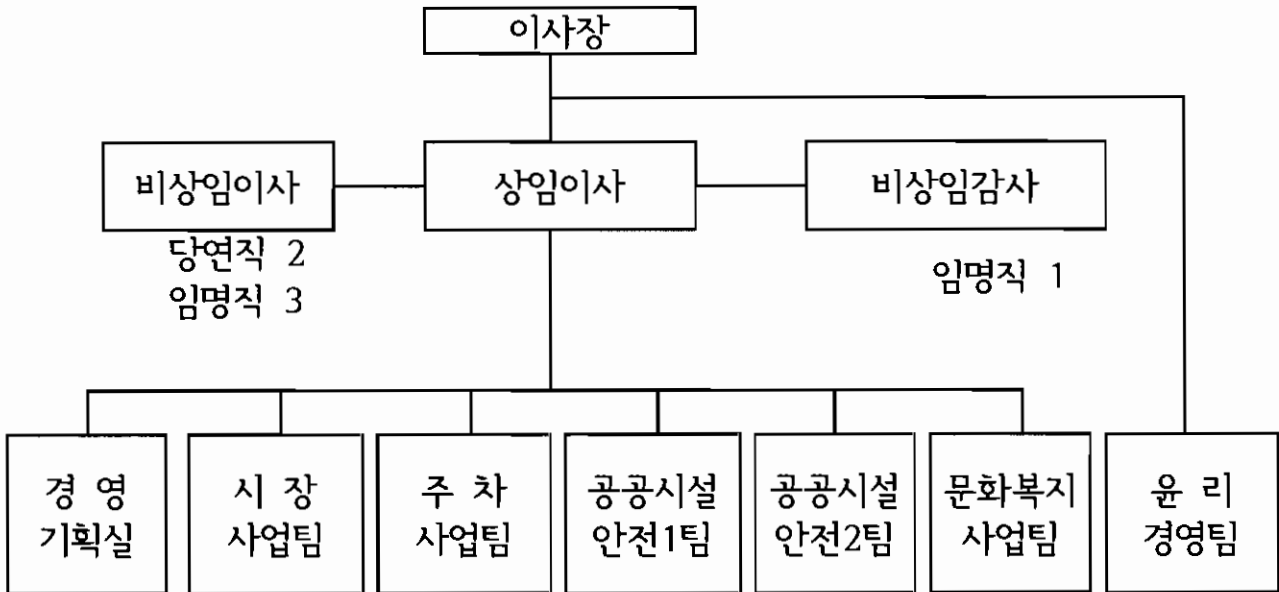 이사장
비상임이사
상임이사
비상임감사
당연직 2
임명직 3
임명직 1
경 영
기획실
시 장
사업팀
주 차
사업팀
공공시설
안전1팀
공공시설
안전2팀
문화복지
사업팀
윤 리
경영팀